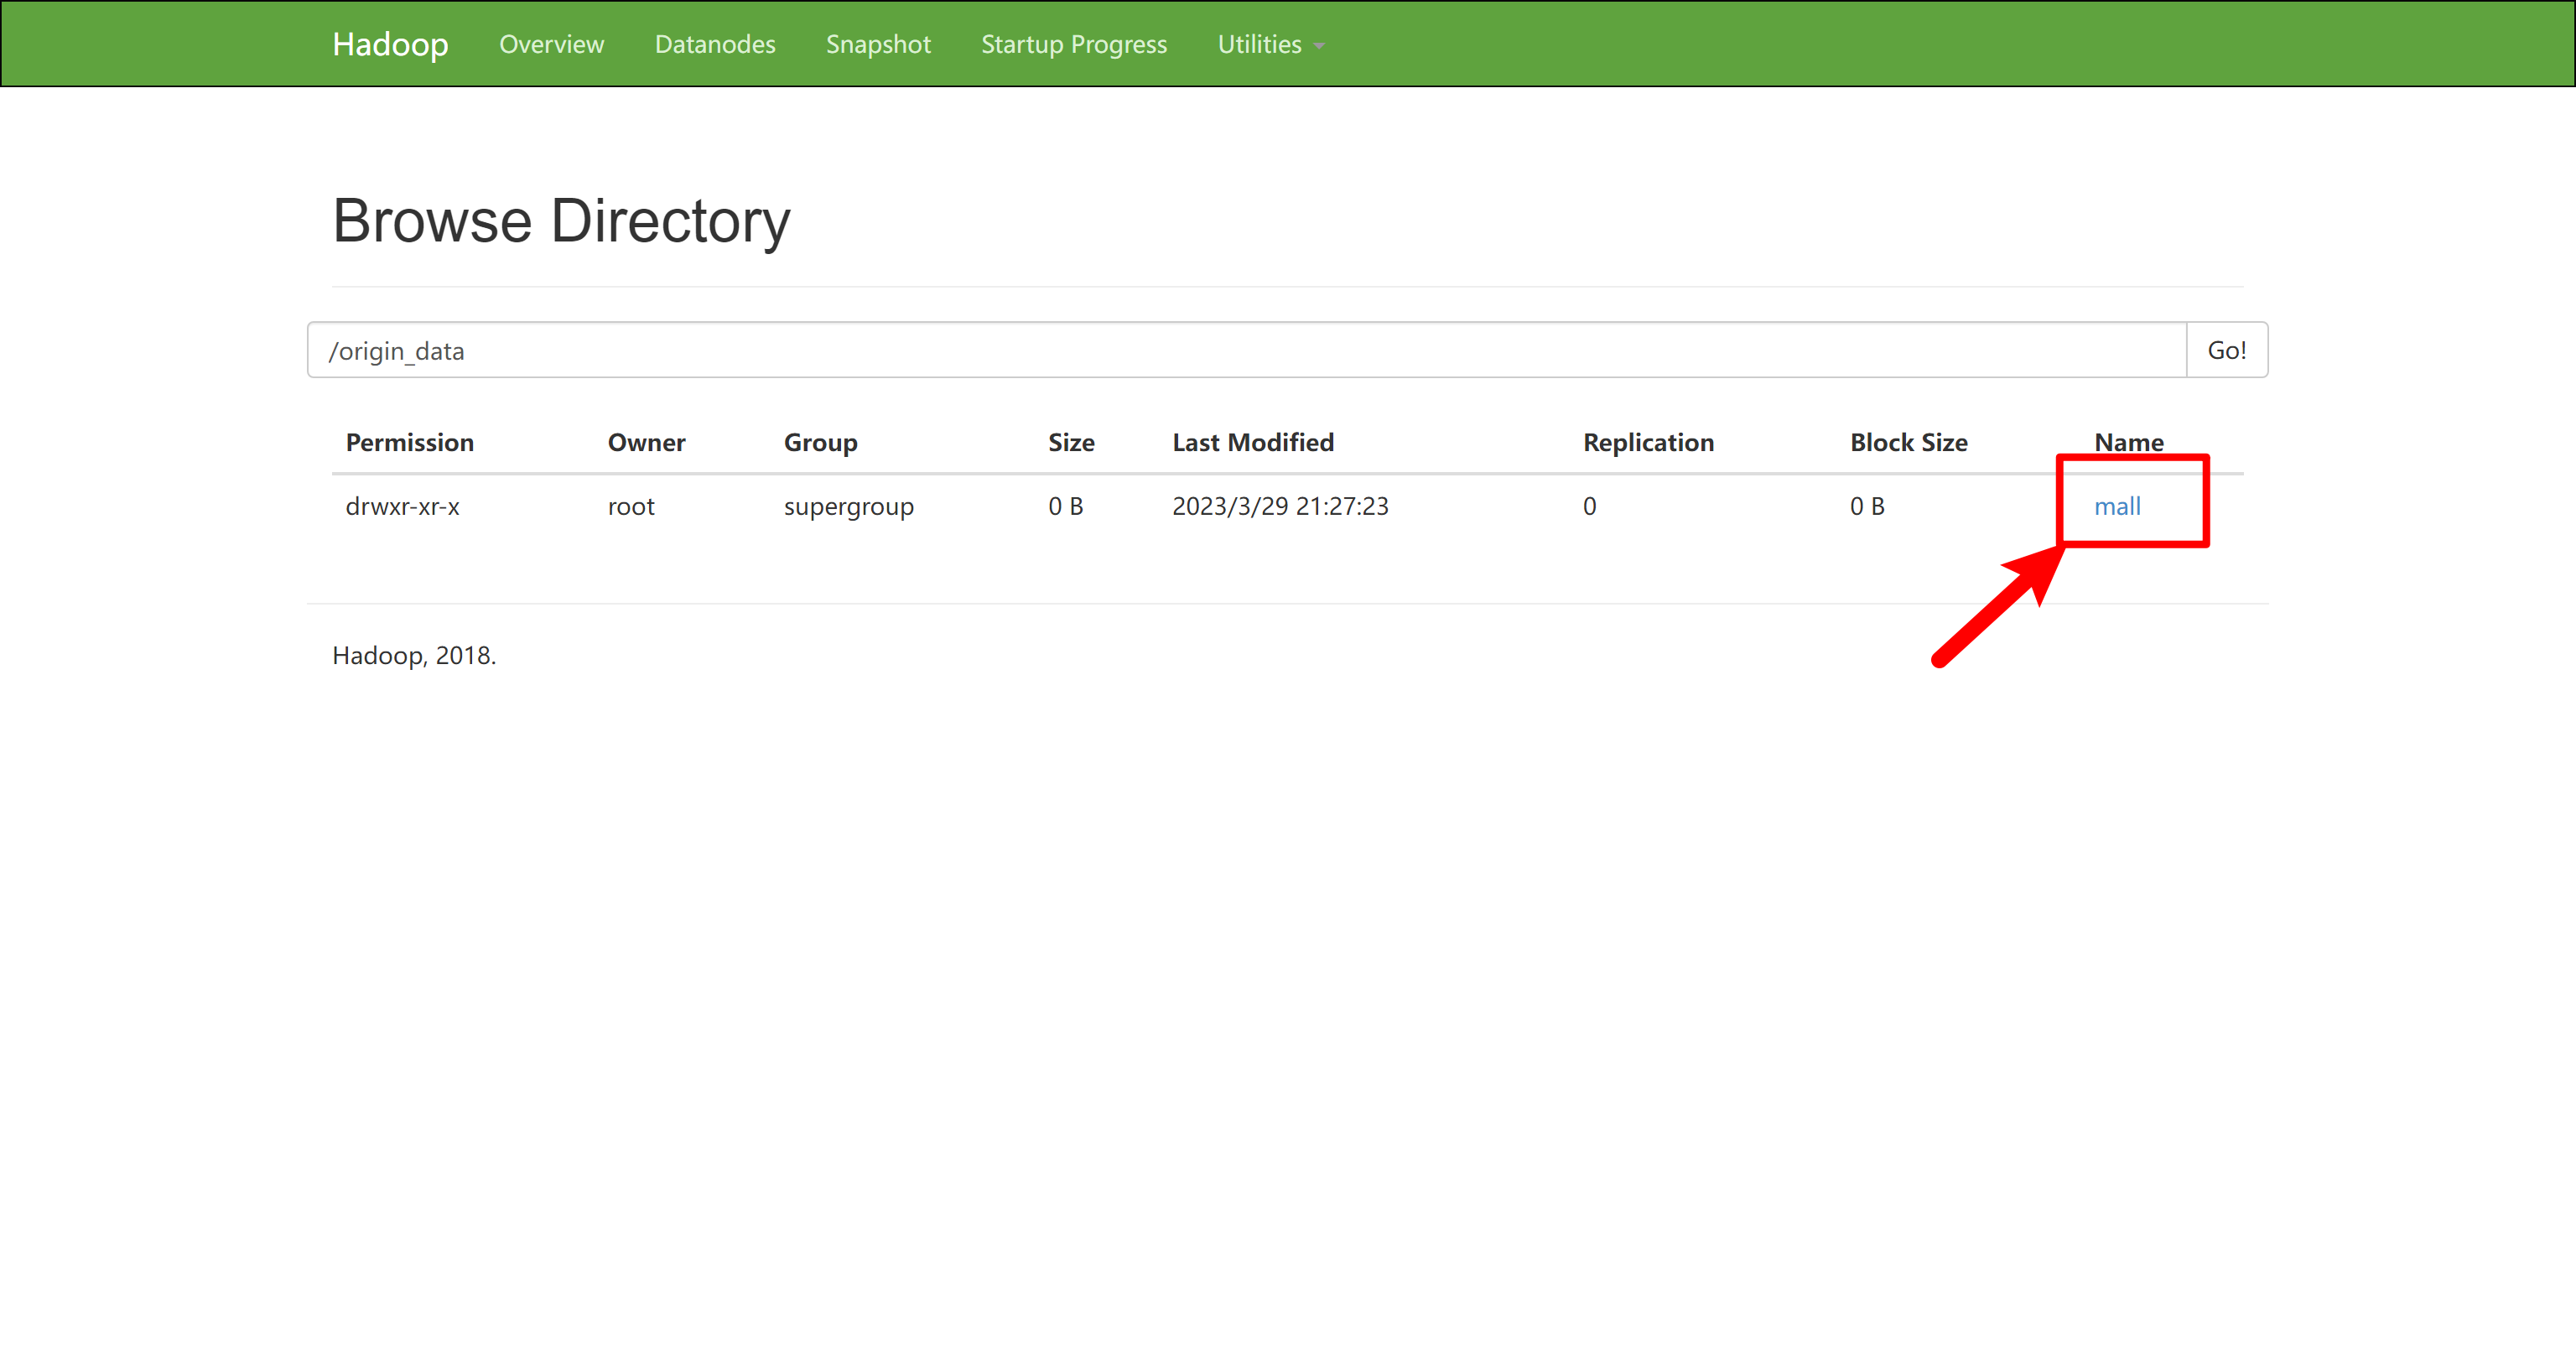 Hadoop Overview Datanodes Snapshot Startup Progress Utilities
Browse Directory
/origin_data Go!
Permission Owner Group Size Last Modified Replication Block Size Name
drwxr-xr-x root supergroup 0 B 2023/3/29 21:27:23 0 0 B mall
Hadoop, 2018.